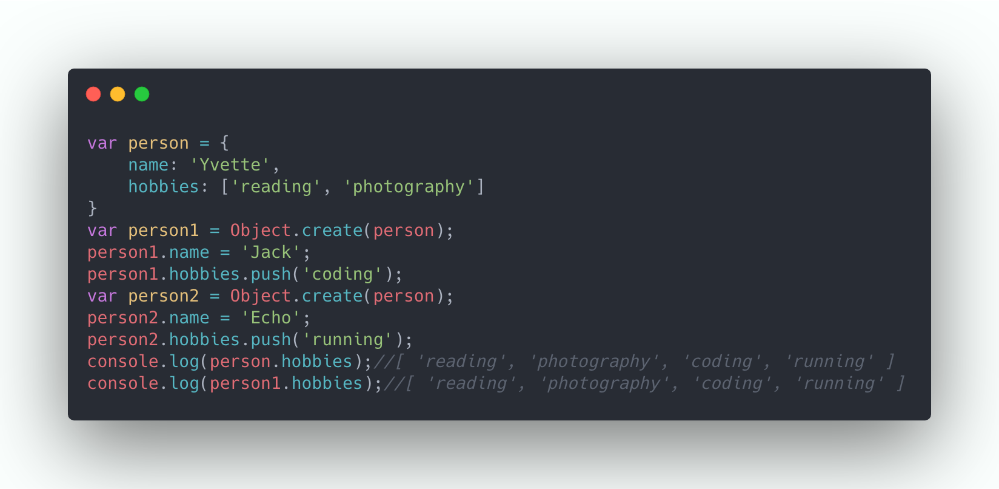 var person = {
    name: 'Yvette',
    hobbies: ['reading', 'photography']
}
var person1 = Object.create(person);
person1.name = 'Jack';
person1.hobbies.push('coding');
var person2 = Object.create(person);
person2.name = 'Echo';
person2.hobbies.push('running');
console.log(person.hobbies);//[ 'reading', 'photography', 'coding', 'running' ]
console.log(person1.hobbies);//[ 'reading', 'photography', 'coding', 'running' ]